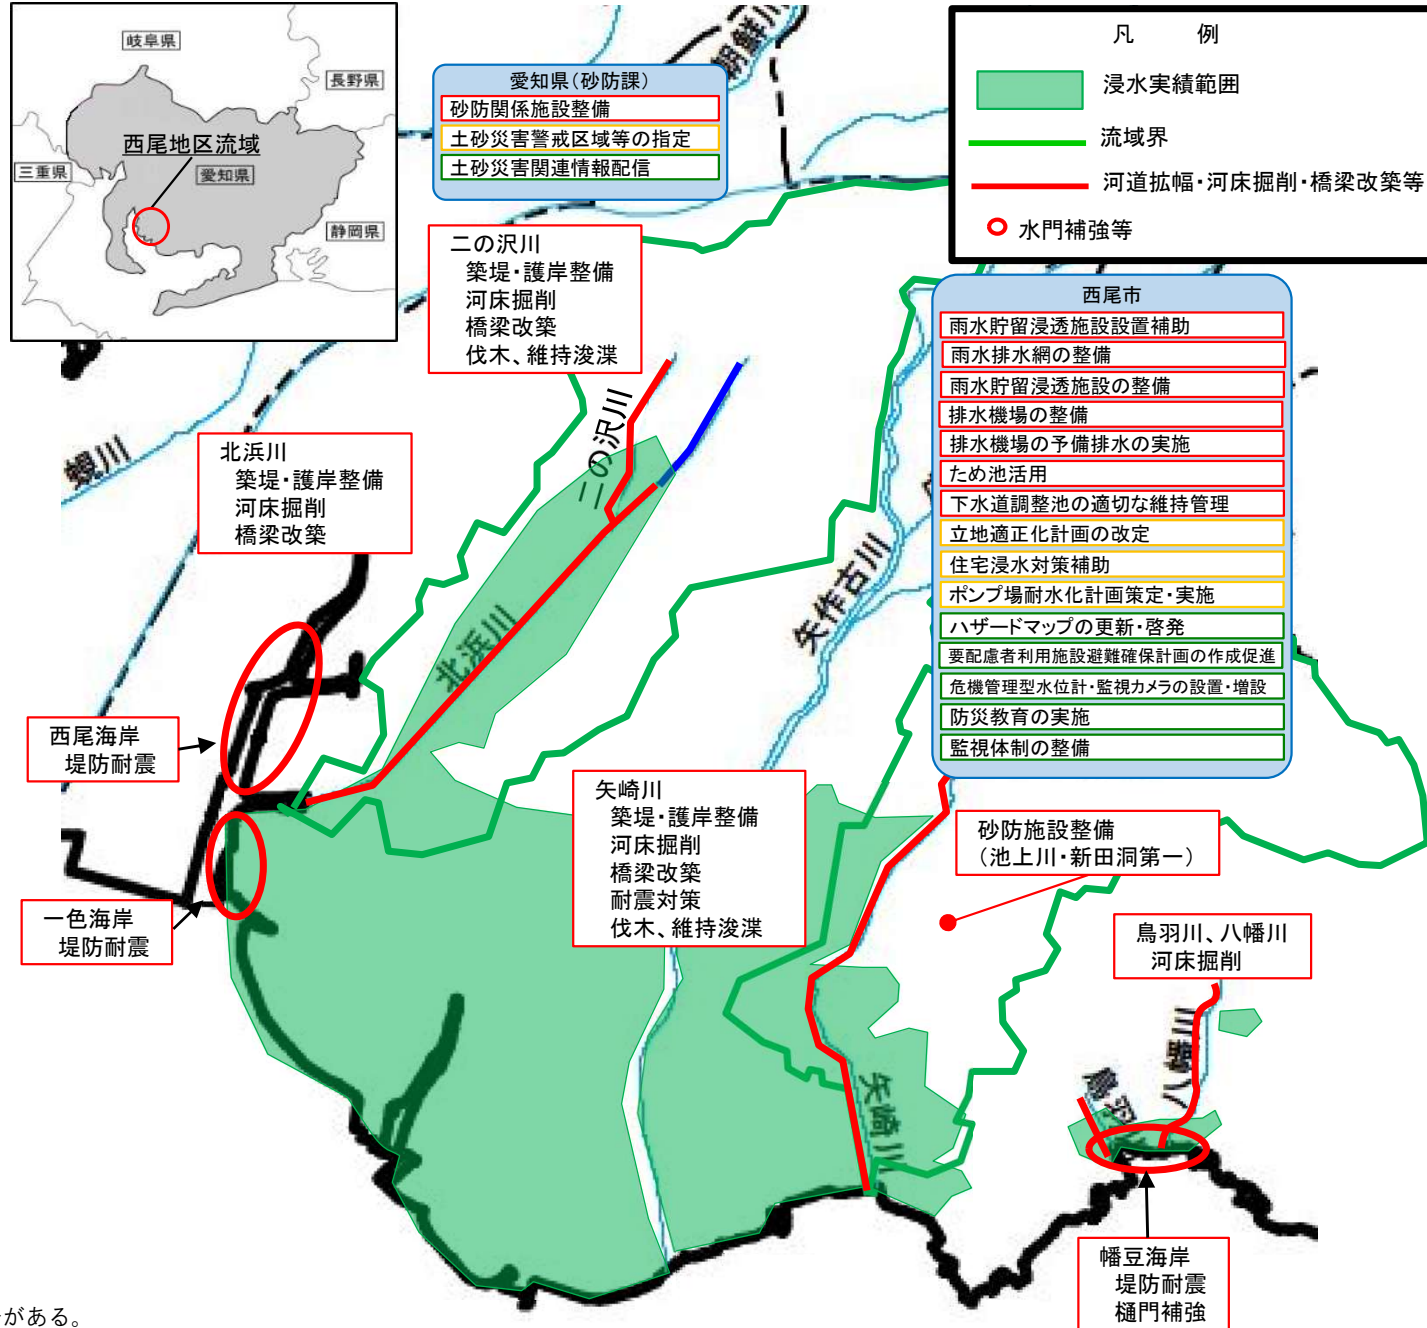 岐阜県
長野県
西尾地区流域
三重県
愛知県
静岡県
愛知県(砂防課)
砂防関係施設整備
土砂災害警戒区域等の指定
土砂災害関連情報配信
朝鮮川
凡 例
浸水実績範囲
流域界
河道拡幅・河床掘削・橋梁改築等
水門補強等
二の沢川
築堤・護岸整備
河床掘削
橋梁改築
伐木、維持浚渫
西尾市
雨水貯留浸透施設設置補助
雨水排水網の整備
雨水貯留浸透施設の整備
排水機場の整備
排水機場の予備排水の実施
ため池活用
下水道調整池の適切な維持管理
立地適正化計画の改定
住宅浸水対策補助
ポンプ場耐水化計画策定・実施
ハザードマップの更新・啓発
要配慮者利用施設避難確保計画の作成促進
危機管理型水位計・監視カメラの設置・増設
防災教育の実施
監視体制の整備
二の沢川
蜆川
北浜川
築堤・護岸整備
河床掘削
橋梁改築
矢作古川
北浜川
西尾海岸
堤防耐震
矢崎川
築堤・護岸整備
河床掘削
橋梁改築
耐震対策
伐木、維持浚渫
砂防施設整備
(池上川・新田洞第一)
一色海岸
堤防耐震
鳥羽川、八幡川
河床掘削
八幡川
鳥羽
矢崎川
幡豆海岸
堤防耐震
樋門補強
がある。